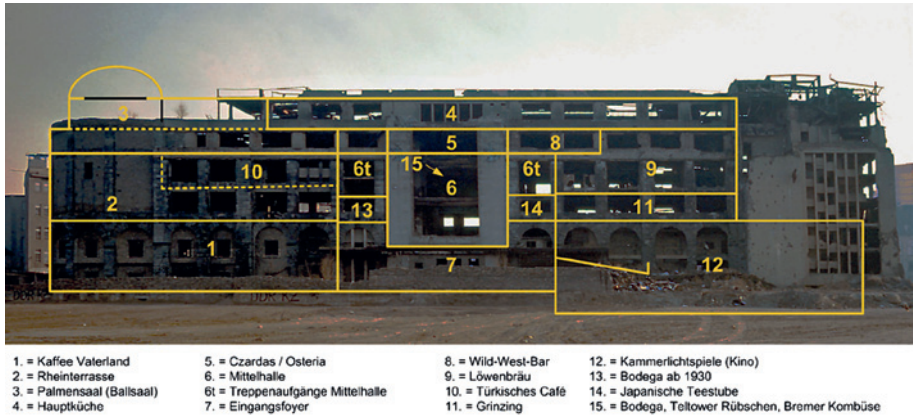 3
4
5
8
15
6t
6t
10
6
9
2
13
14
11
1
7
12
DDR KZ
1. = Kaffee Vaterland
2. = Rheinterrasse
3. = Palmensaal (Ballsaal)
4. = Hauptküche
5. = Czardas / Osteria
6. = Mittelhalle
6t = Treppenaufgänge Mittelhalle
7. = Eingangsfoyer
8. = Wild-West-Bar
9. = Löwenbräu
10. = Türkisches Café
11. = Grinzing
12. = Kammerlichtspiele (Kino)
13. = Bodega ab 1930
14. = Japanische Teestube
15. = Bodega, Teltower Rübschen, Bremer Kombüse